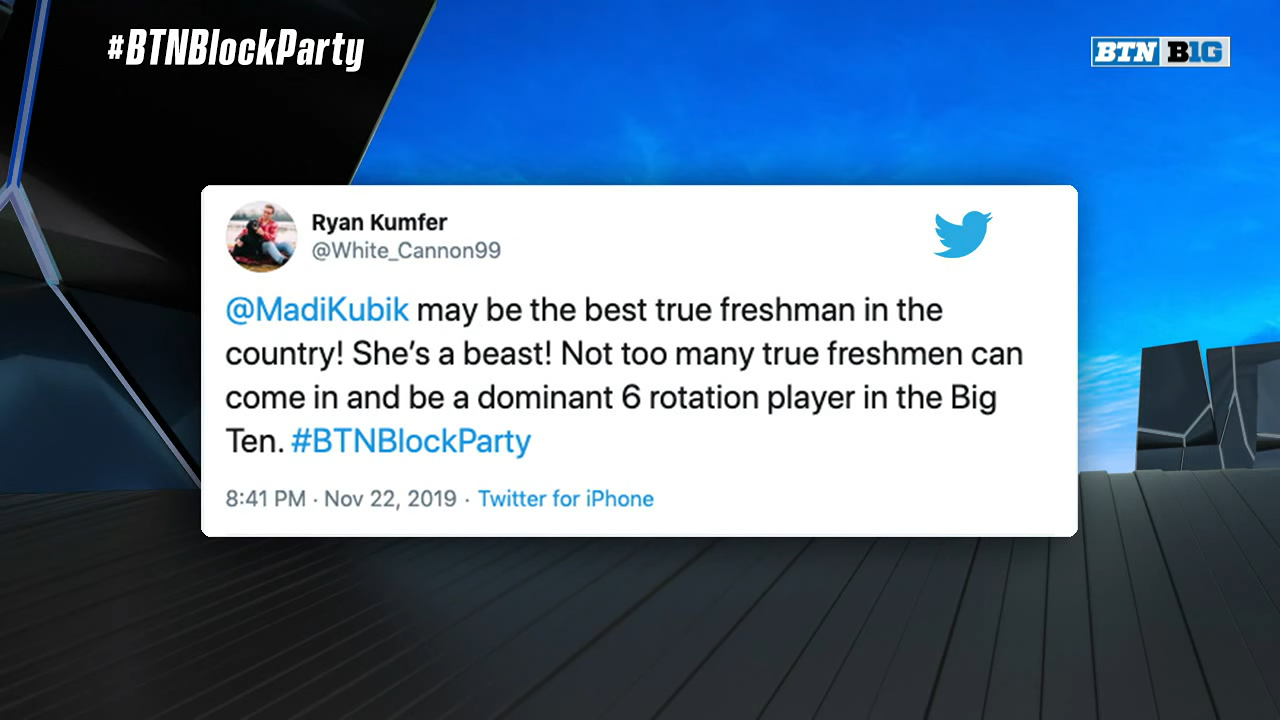 #BTNBlockParty
BTN B1G
Ryan Kumfer
@White_Cannon99
@MadiKubik may be the best true freshman in the
country! She’s a beast! Not too many true freshmen can
come in and be a dominant 6 rotation player in the Big
Ten. #BTNBlockParty
8:41 PM · Nov 22, 2019 · Twitter for iPhone